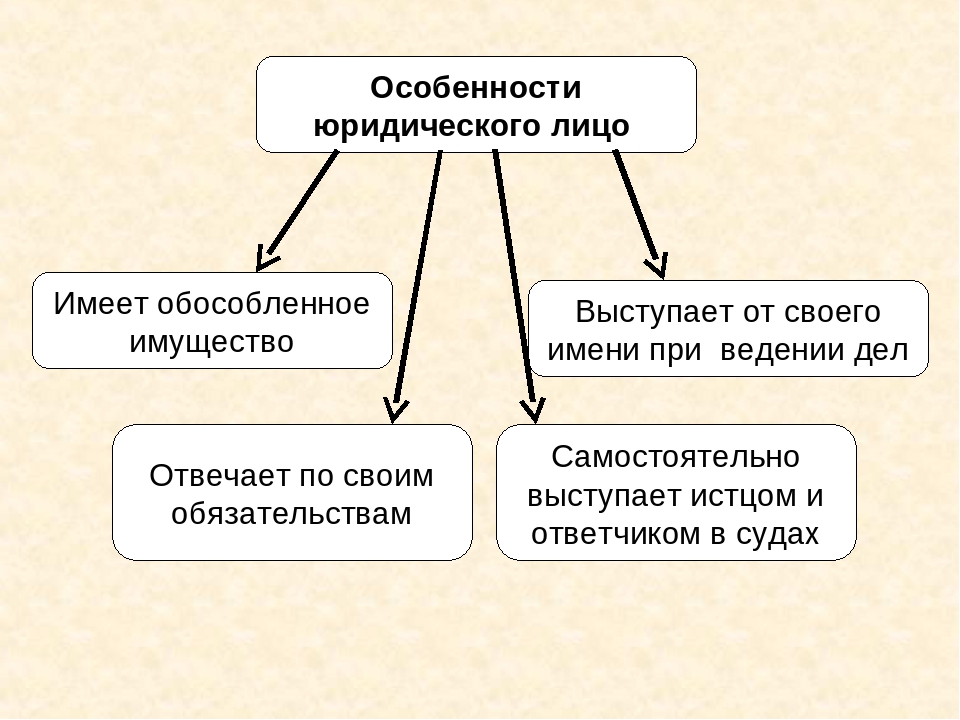 Особенности
юридического лицо
Имеет обособленное
имущество
Выступает от своего
имени при ведении дел
Отвечает по своим
обязательствам
Самостоятельно
выступает истцом и
ответчиком в судах